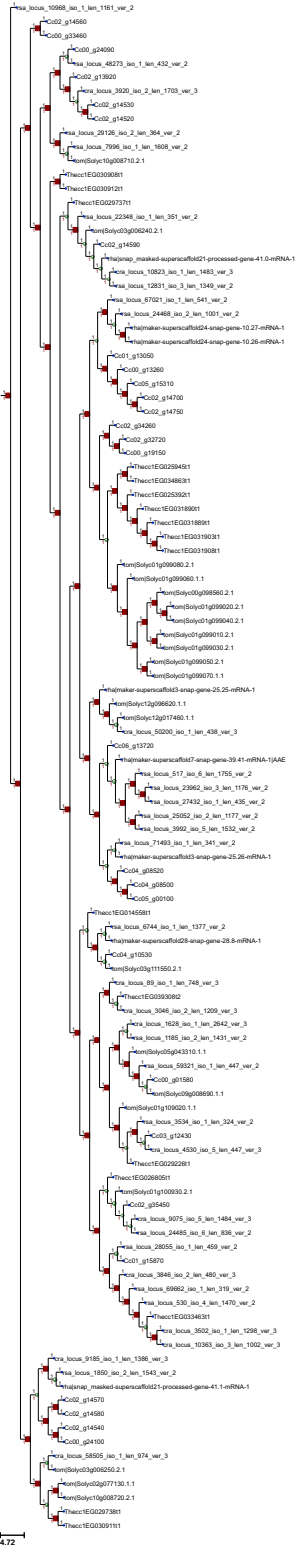 rsa_locus_10968_iso_1_len_1161_ver_2
Cc02_g14560
Cc00_g33460
Cc00_g24090
rsa_locus_48273_iso_1_len_432_ver_2
Cc02_g13920
cra_locus_3920_iso_2_len_1703_ver_3
Cc02_g14530
Cc02_g14520
rsa_locus_29126_iso_2_len_364_ver_2
rsa_locus_7996_iso_1_len_1608_ver_2
tom|Solyc10g008710.2.1
Thecc1EG030908t1
Thecc1EG030912t1
Thecc1EG029737t1
rsa_locus_22348_iso_1_len_351_ver_2
tom|Solyc03g006240.2.1
Cc02_g14590
rha|snap_masked-superscaffold21-processed-gene-41.0-mRNA-1
cra_locus_10823_iso_1_len_1483_ver_3
rsa_locus_12831_iso_3_len_1349_ver_2
rsa_locus_67021_iso_1_len_541_ver_2
rsa_locus_24468_iso_2_len_1001_ver_2
rha|maker-superscaffold24-snap-gene-10.27-mRNA-1
rha|maker-superscaffold24-snap-gene-10.26-mRNA-1
Cc01_g13050
Cc00_g13260
Cc05_g15310
Cc02_g14700
Cc02_g14750
Cc02_g34260
Cc02_g32720
Cc00_g19150
Thecc1EG025945t1
Thecc1EG034863t1
Thecc1EG025392t1
Thecc1EG031890t1
Thecc1EG031889t1
Thecc1EG031903t1
Thecc1EG031908t1
tom|Solyc01g099080.2.1
tom|Solyc01g099060.1.1
tom|Solyc00g098560.2.1
tom|Solyc01g099020.2.1
tom|Solyc01g099040.2.1
tom|Solyc01g099010.2.1
tom|Solyc01g099030.2.1
tom|Solyc01g099050.2.1
tom|Solyc01g099070.1.1
rha|maker-superscaffold3-snap-gene-25.25-mRNA-1
tom|Solyc12g096620.1.1
tom|Solyc12g017460.1.1
cra_locus_50200_iso_1_len_438_ver_3
Cc06_g13720
rha|maker-superscaffold7-snap-gene-39.41-mRNA-1|AAE
rsa_locus_517_iso_6_len_1755_ver_2
rsa_locus_23962_iso_3_len_1176_ver_2
rsa_locus_27432_iso_1_len_435_ver_2
rsa_locus_25052_iso_2_len_1177_ver_2
rsa_locus_3992_iso_5_len_1532_ver_2
rsa_locus_71493_iso_1_len_341_ver_2
rha|maker-superscaffold3-snap-gene-25.26-mRNA-1
Cc04_g08520
Cc04_g08500
Cc05_g00100
Thecc1EG014558t1
rsa_locus_6744_iso_1_len_1377_ver_2
rha|maker-superscaffold28-snap-gene-28.8-mRNA-1
Cc04_g10530
tom|Solyc03g111550.2.1
cra_locus_89_iso_1_len_748_ver_3
Thecc1EG039308t2
cra_locus_3046_iso_2_len_1209_ver_3
cra_locus_1628_iso_1_len_2642_ver_3
rsa_locus_1185_iso_2_len_1431_ver_2
tom|Solyc05g043310.1.1
rsa_locus_59321_iso_1_len_447_ver_2
Cc00_g01580
tom|Solyc09g008690.1.1
tom|Solyc01g109020.1.1
rsa_locus_3534_iso_1_len_324_ver_2
Cc03_g12430
cra_locus_4530_iso_5_len_447_ver_3
Thecc1EG029226t1
Thecc1EG026805t1
tom|Solyc01g100930.2.1
Cc02_g35450
cra_locus_9075_iso_5_len_1484_ver_3
rsa_locus_24485_iso_6_len_836_ver_2
rsa_locus_28055_iso_1_len_459_ver_2
Cc01_g15870
cra_locus_3846_iso_2_len_480_ver_3
rsa_locus_69662_iso_1_len_319_ver_2
rsa_locus_530_iso_4_len_1470_ver_2
Thecc1EG033463t1
cra_locus_3502_iso_1_len_1298_ver_3
cra_locus_10363_iso_3_len_1002_ver_3
cra_locus_9185_iso_1_len_1386_ver_3
rsa_locus_1850_iso_2_len_1543_ver_2
rha|snap_masked-superscaffold21-processed-gene-41.1-mRNA-1
Cc02_g14570
Cc02_g14580
Cc02_g14540
Cc00_g24100
cra_locus_58505_iso_1_len_974_ver_3
tom|Solyc03g006250.2.1
tom|Solyc02g077130.1.1
tom|Solyc10g008720.2.1
Thecc1EG029738t1
Thecc1EG030911t1
4.72